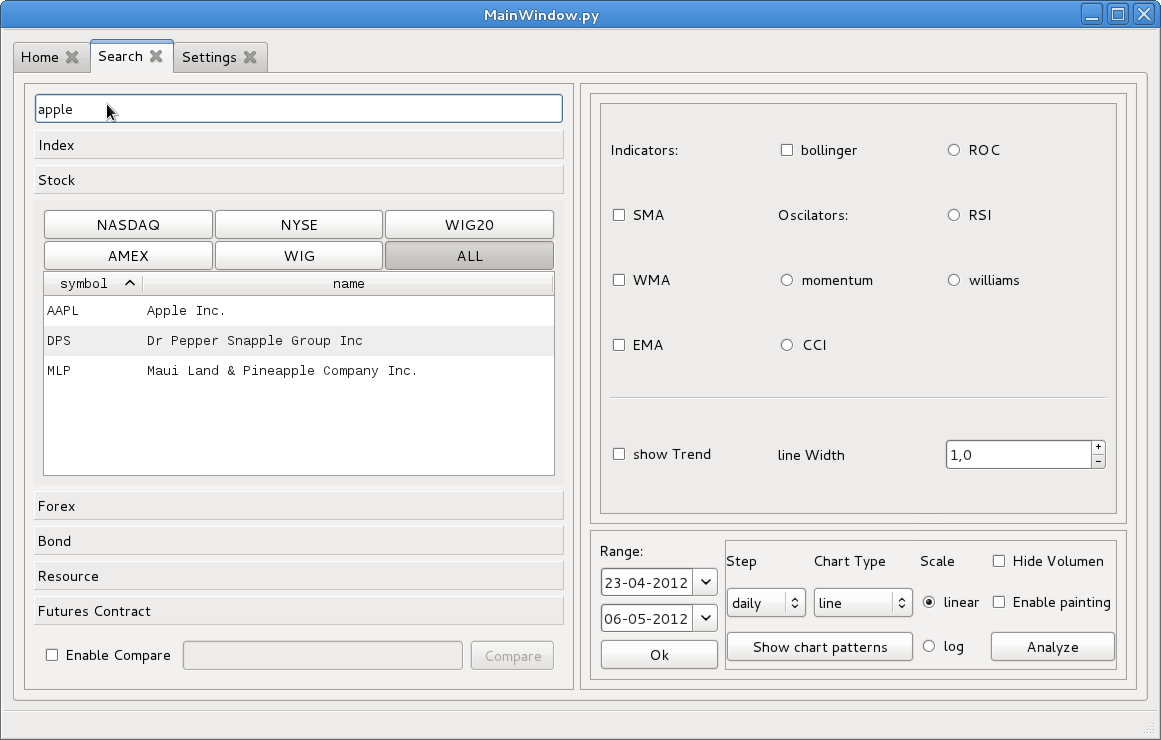 MainWindow.py
Home
Search
Settings
apple
Index
Stock
NASDAQ NYSE WIG20
AMEX WIG ALL
symbol name
AAPL Apple Inc.
DPS Dr Pepper Snapple Group Inc
MLP Maui Land & Pineapple Company Inc.
Forex
Bond
Resource
Futures Contract
Enable Compare Compare
Indicators: bollinger ROC
SMA Oscilators: RSI
WMA momentum williams
EMA CCI
show Trend line Width 1,0
Range:
23-04-2012
06-05-2012
Ok
Step Chart Type Scale Hide Volumen
daily line linear Enable painting
Show chart patterns log Analyze